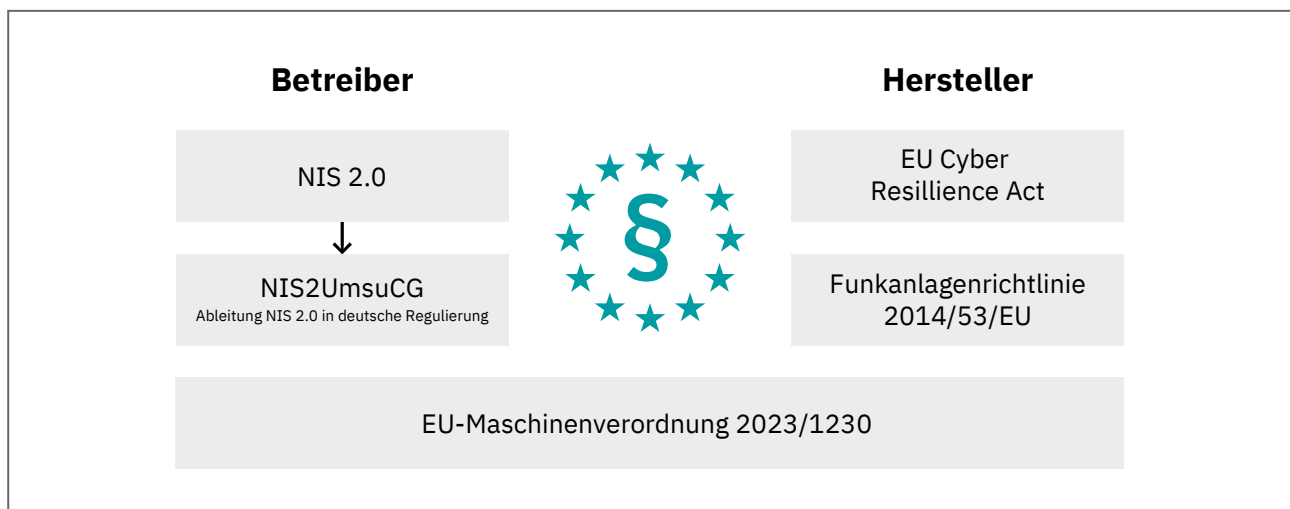 Betreiber
NIS 2.0
NIS2UmsuCG
Ableitung NIS 2.0 in deutsche Regulierung
§
Hersteller
EU Cyber
Resillience Act
Funkanlagenrichtlinie
2014/53/EU
EU-Maschinenverordnung 2023/1230